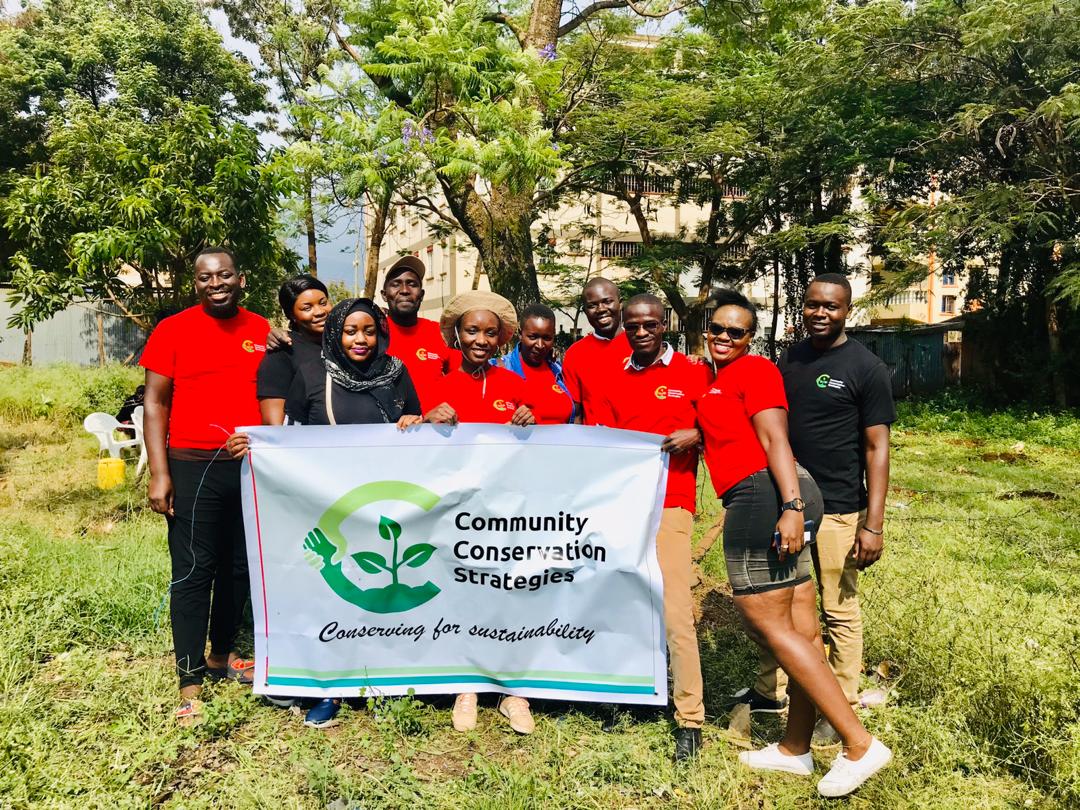 Community
Conservation
Strategies
Conserving for sustainability